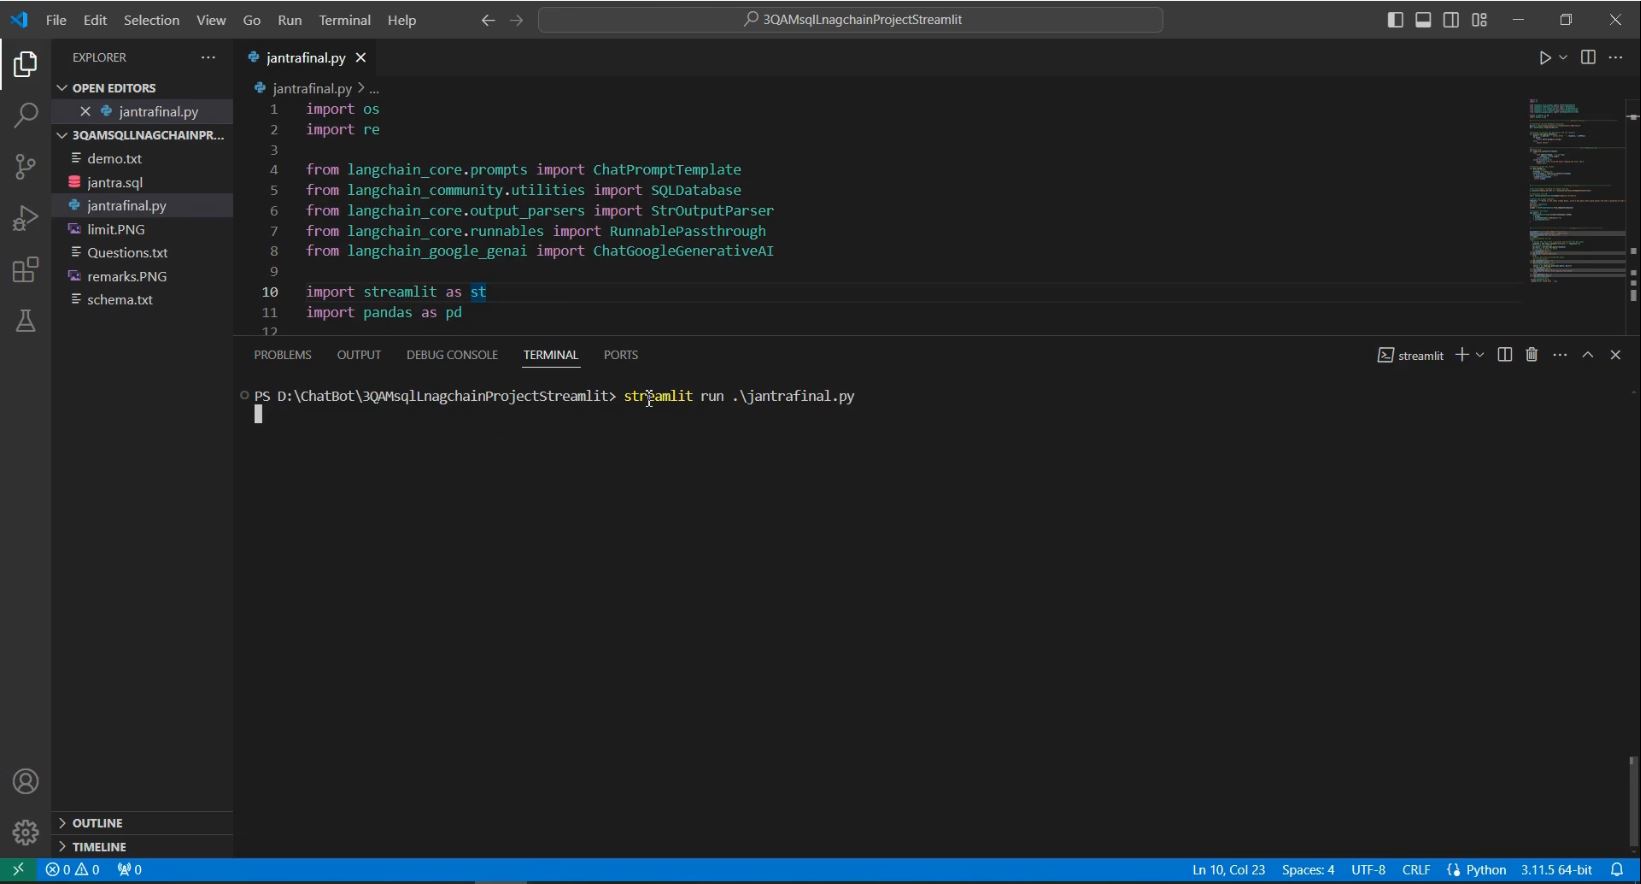 File Edit Selection View Go Run Terminal Help
3QAMsqlLnagchainProjectStreamlit
EXPLORER
OPEN EDITORS
jantrafinal.py
3QAMSQLLNAGCHAINPR...
demo.txt
jantra.sql
jantrafinal.py
limit.PNG
Questions.txt
remarks.PNG
schema.txt
OUTLINE
TIMELINE
jantrafinal.py
jantrafinal.py > ...
1 import os
2 import re
3
4 from langchain_core.prompts import ChatPromptTemplate
5 from langchain_community.utilities import SQLDatabase
6 from langchain_core.output_parsers import StrOutputParser
7 from langchain_core.runnables import RunnablePassthrough
8 from langchain_google_genai import ChatGoogleGenerativeAI
9
10 import streamlit as st
11 import pandas as pd
12
PROBLEMS OUTPUT DEBUG CONSOLE TERMINAL PORTS
streamlit
PS D:\ChatBot\3QAMsqlLnagchainProjectStreamlit> streamlit run .\jantrafinal.py
0 0 0
Ln 10, Col 23 Spaces: 4 UTF-8 CRLF Python 3.11.5 64-bit